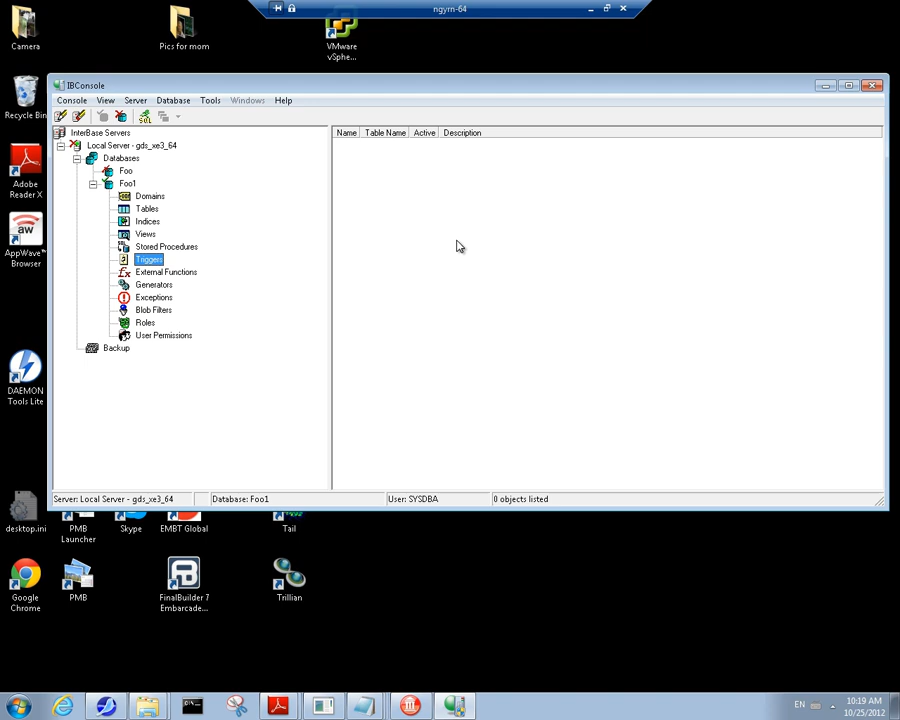 ngyrn-64
Camera
Pics for mom
VMware
vSphe...
Recycle Bin
Adobe
Reader X
AppWave™
Browser
DAEMON
Tools Lite
desktop.ini
PMB
Launcher
Skype
EMBT Global
Tail
Google
Chrome
PMB
FinalBuilder 7
Embarcade...
Trillian
IBConsole
Console View Server Database Tools Windows Help
InterBase Servers
Local Server - gds_xe3_64
Databases
Foo
Foo1
Domains
Tables
Indices
Views
Stored Procedures
Triggers
External Functions
Generators
Exceptions
Blob Filters
Roles
User Permissions
Backup
Name Table Name Active Description
Server: Local Server - gds_xe3_64 Database: Foo1 User: SYSDBA 0 objects listed
EN
10:19 AM
10/25/2012